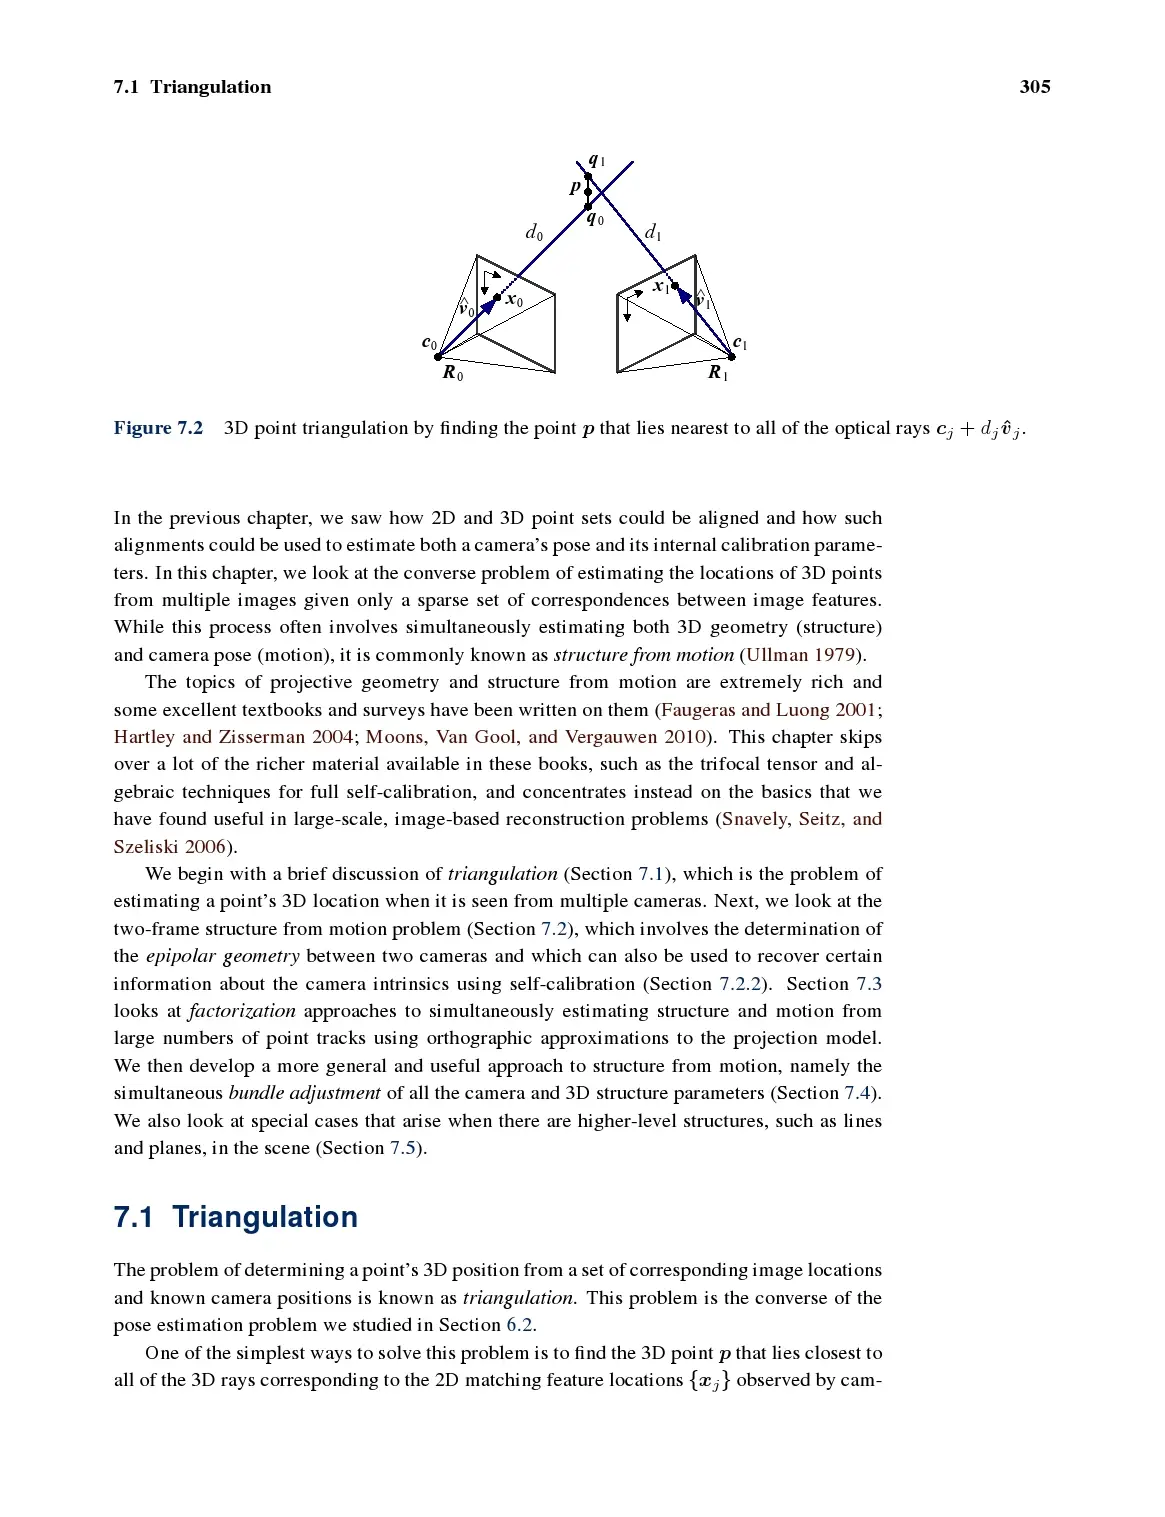 7.1 Triangulation 305
q1
p
q0
d0 d1
x0 x1
v̂0 v̂1
c0 c1
R0 R1
Figure 7.2 3D point triangulation by finding the point p that lies nearest to all of the optical rays cj + dj v̂j.
In the previous chapter, we saw how 2D and 3D point sets could be aligned and how such
alignments could be used to estimate both a camera's pose and its internal calibration parame-
ters. In this chapter, we look at the converse problem of estimating the locations of 3D points
from multiple images given only a sparse set of correspondences between image features.
While this process often involves simultaneously estimating both 3D geometry (structure)
and camera pose (motion), it is commonly known as structure from motion (Ullman 1979).
The topics of projective geometry and structure from motion are extremely rich and
some excellent textbooks and surveys have been written on them (Faugeras and Luong 2001;
Hartley and Zisserman 2004; Moons, Van Gool, and Vergauwen 2010). This chapter skips
over a lot of the richer material available in these books, such as the trifocal tensor and al-
gebraic techniques for full self-calibration, and concentrates instead on the basics that we
have found useful in large-scale, image-based reconstruction problems (Snavely, Seitz, and
Szeliski 2006).
We begin with a brief discussion of triangulation (Section 7.1), which is the problem of
estimating a point's 3D location when it is seen from multiple cameras. Next, we look at the
two-frame structure from motion problem (Section 7.2), which involves the determination of
the epipolar geometry between two cameras and which can also be used to recover certain
information about the camera intrinsics using self-calibration (Section 7.2.2). Section 7.3
looks at factorization approaches to simultaneously estimating structure and motion from
large numbers of point tracks using orthographic approximations to the projection model.
We then develop a more general and useful approach to structure from motion, namely the
simultaneous bundle adjustment of all the camera and 3D structure parameters (Section 7.4).
We also look at special cases that arise when there are higher-level structures, such as lines
and planes, in the scene (Section 7.5).
7.1 Triangulation
The problem of determining a point's 3D position from a set of corresponding image locations
and known camera positions is known as triangulation. This problem is the converse of the
pose estimation problem we studied in Section 6.2.
One of the simplest ways to solve this problem is to find the 3D point p that lies closest to
all of the 3D rays corresponding to the 2D matching feature locations {xj} observed by cam-